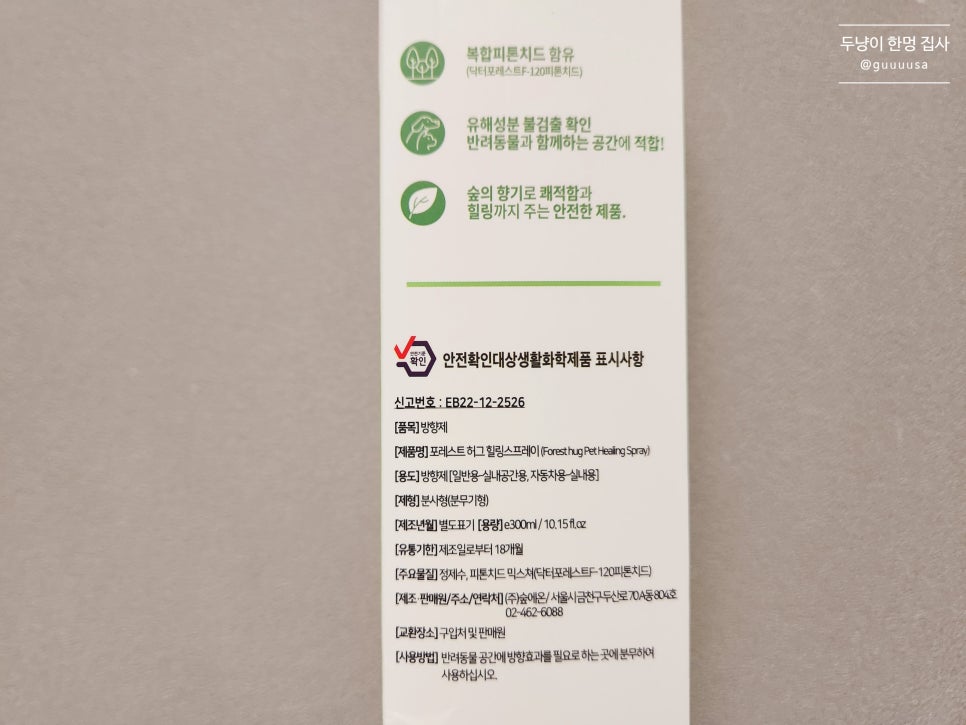 두냥이 한멍 집사
@guuuusa
복합피톤치드 함유
(닥터포레스트F-120피톤치드)
유해성분 불검출 확인
반려동물과 함께하는 공간에 적합!
숲의 향기로 쾌적함과
힐링까지 주는 안전한 제품.
안전기준
확인
안전확인대상생활화학제품 표시사항
신고번호 : EB22-12-2526
[품목] 방향제
[제품명] 포레스트 허그 힐링스프레이 (Forest hug Pet Healing Spray)
[용도] 방향제 [일반용-실내공간용, 자동차용-실내용]
[제형] 분사형(분무기형)
[제조년월] 별도표기 [용량] e300ml / 10.15 fl.oz
[유통기한] 제조일로부터 18개월
[주요물질] 정제수, 피톤치드 믹스쳐(닥터포레스트F-120피톤치드)
[제조·판매원/주소/연락처] (주)숲에온 / 서울시 금천구 두산로 70 A동 804호
02-462-6088
[교환장소] 구입처 및 판매원
[사용방법] 반려동물 공간에 방향효과를 필요로 하는 곳에 분무하여
사용하십시오.